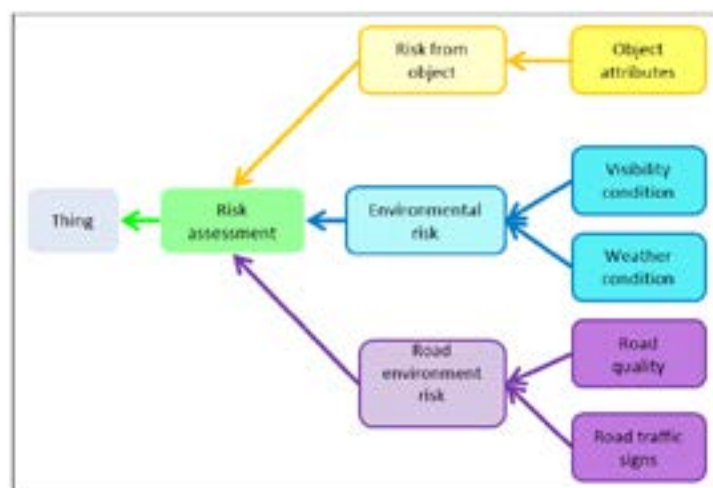 Risk from
object
Object
attributes
Visibility
condition
Thing
Risk
assessment
Environmental
risk
Weather
condition
Road
environment
risk
Road
quality
Road traffic
signs